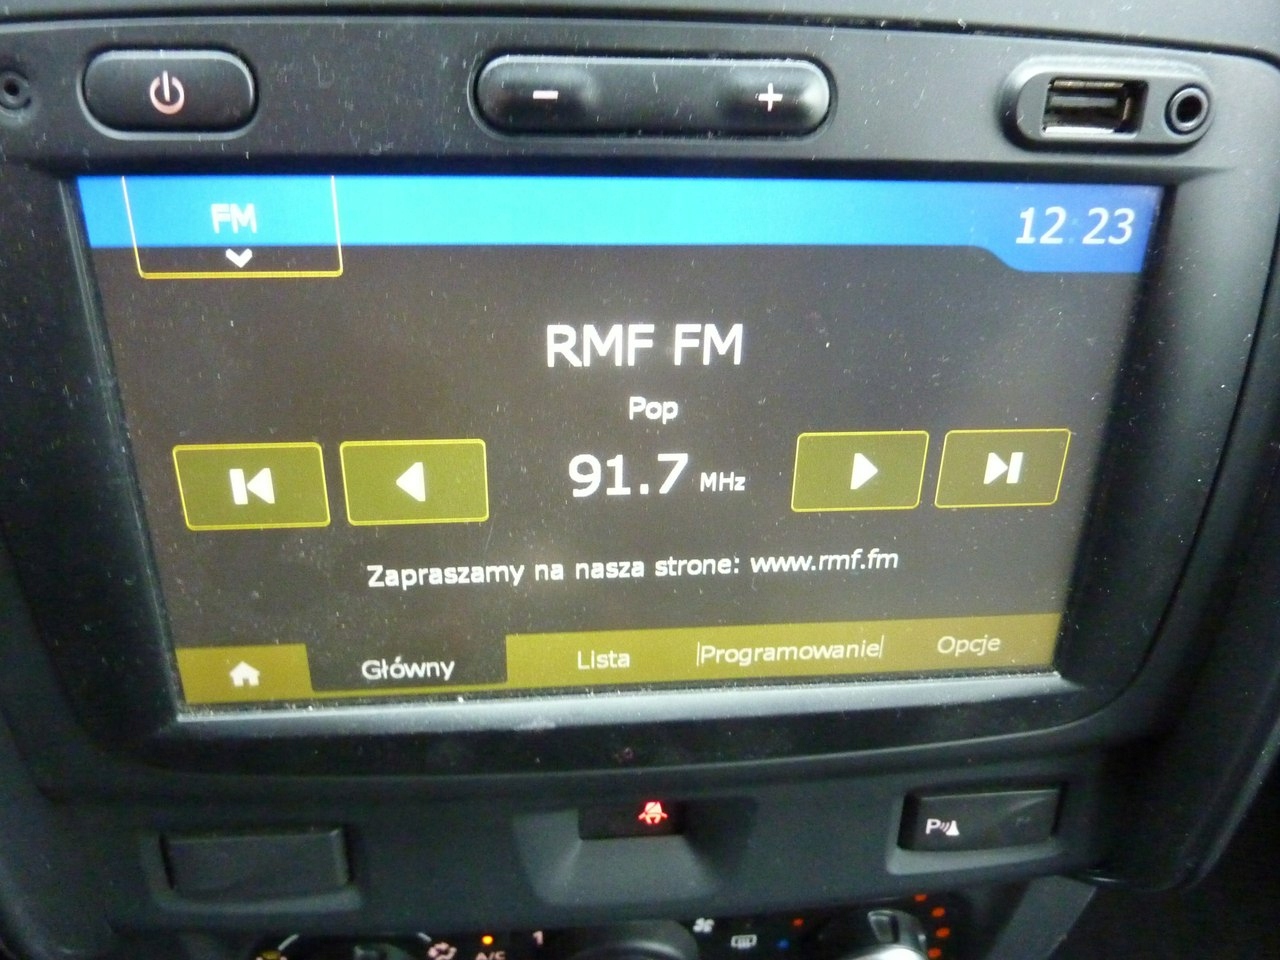 FM
12:23
RMF FM
Pop
91.7 MHz
Zapraszamy na nasza strone: www.rmf.fm
Główny
Lista
Programowanie
Opcje
P
A/C
1